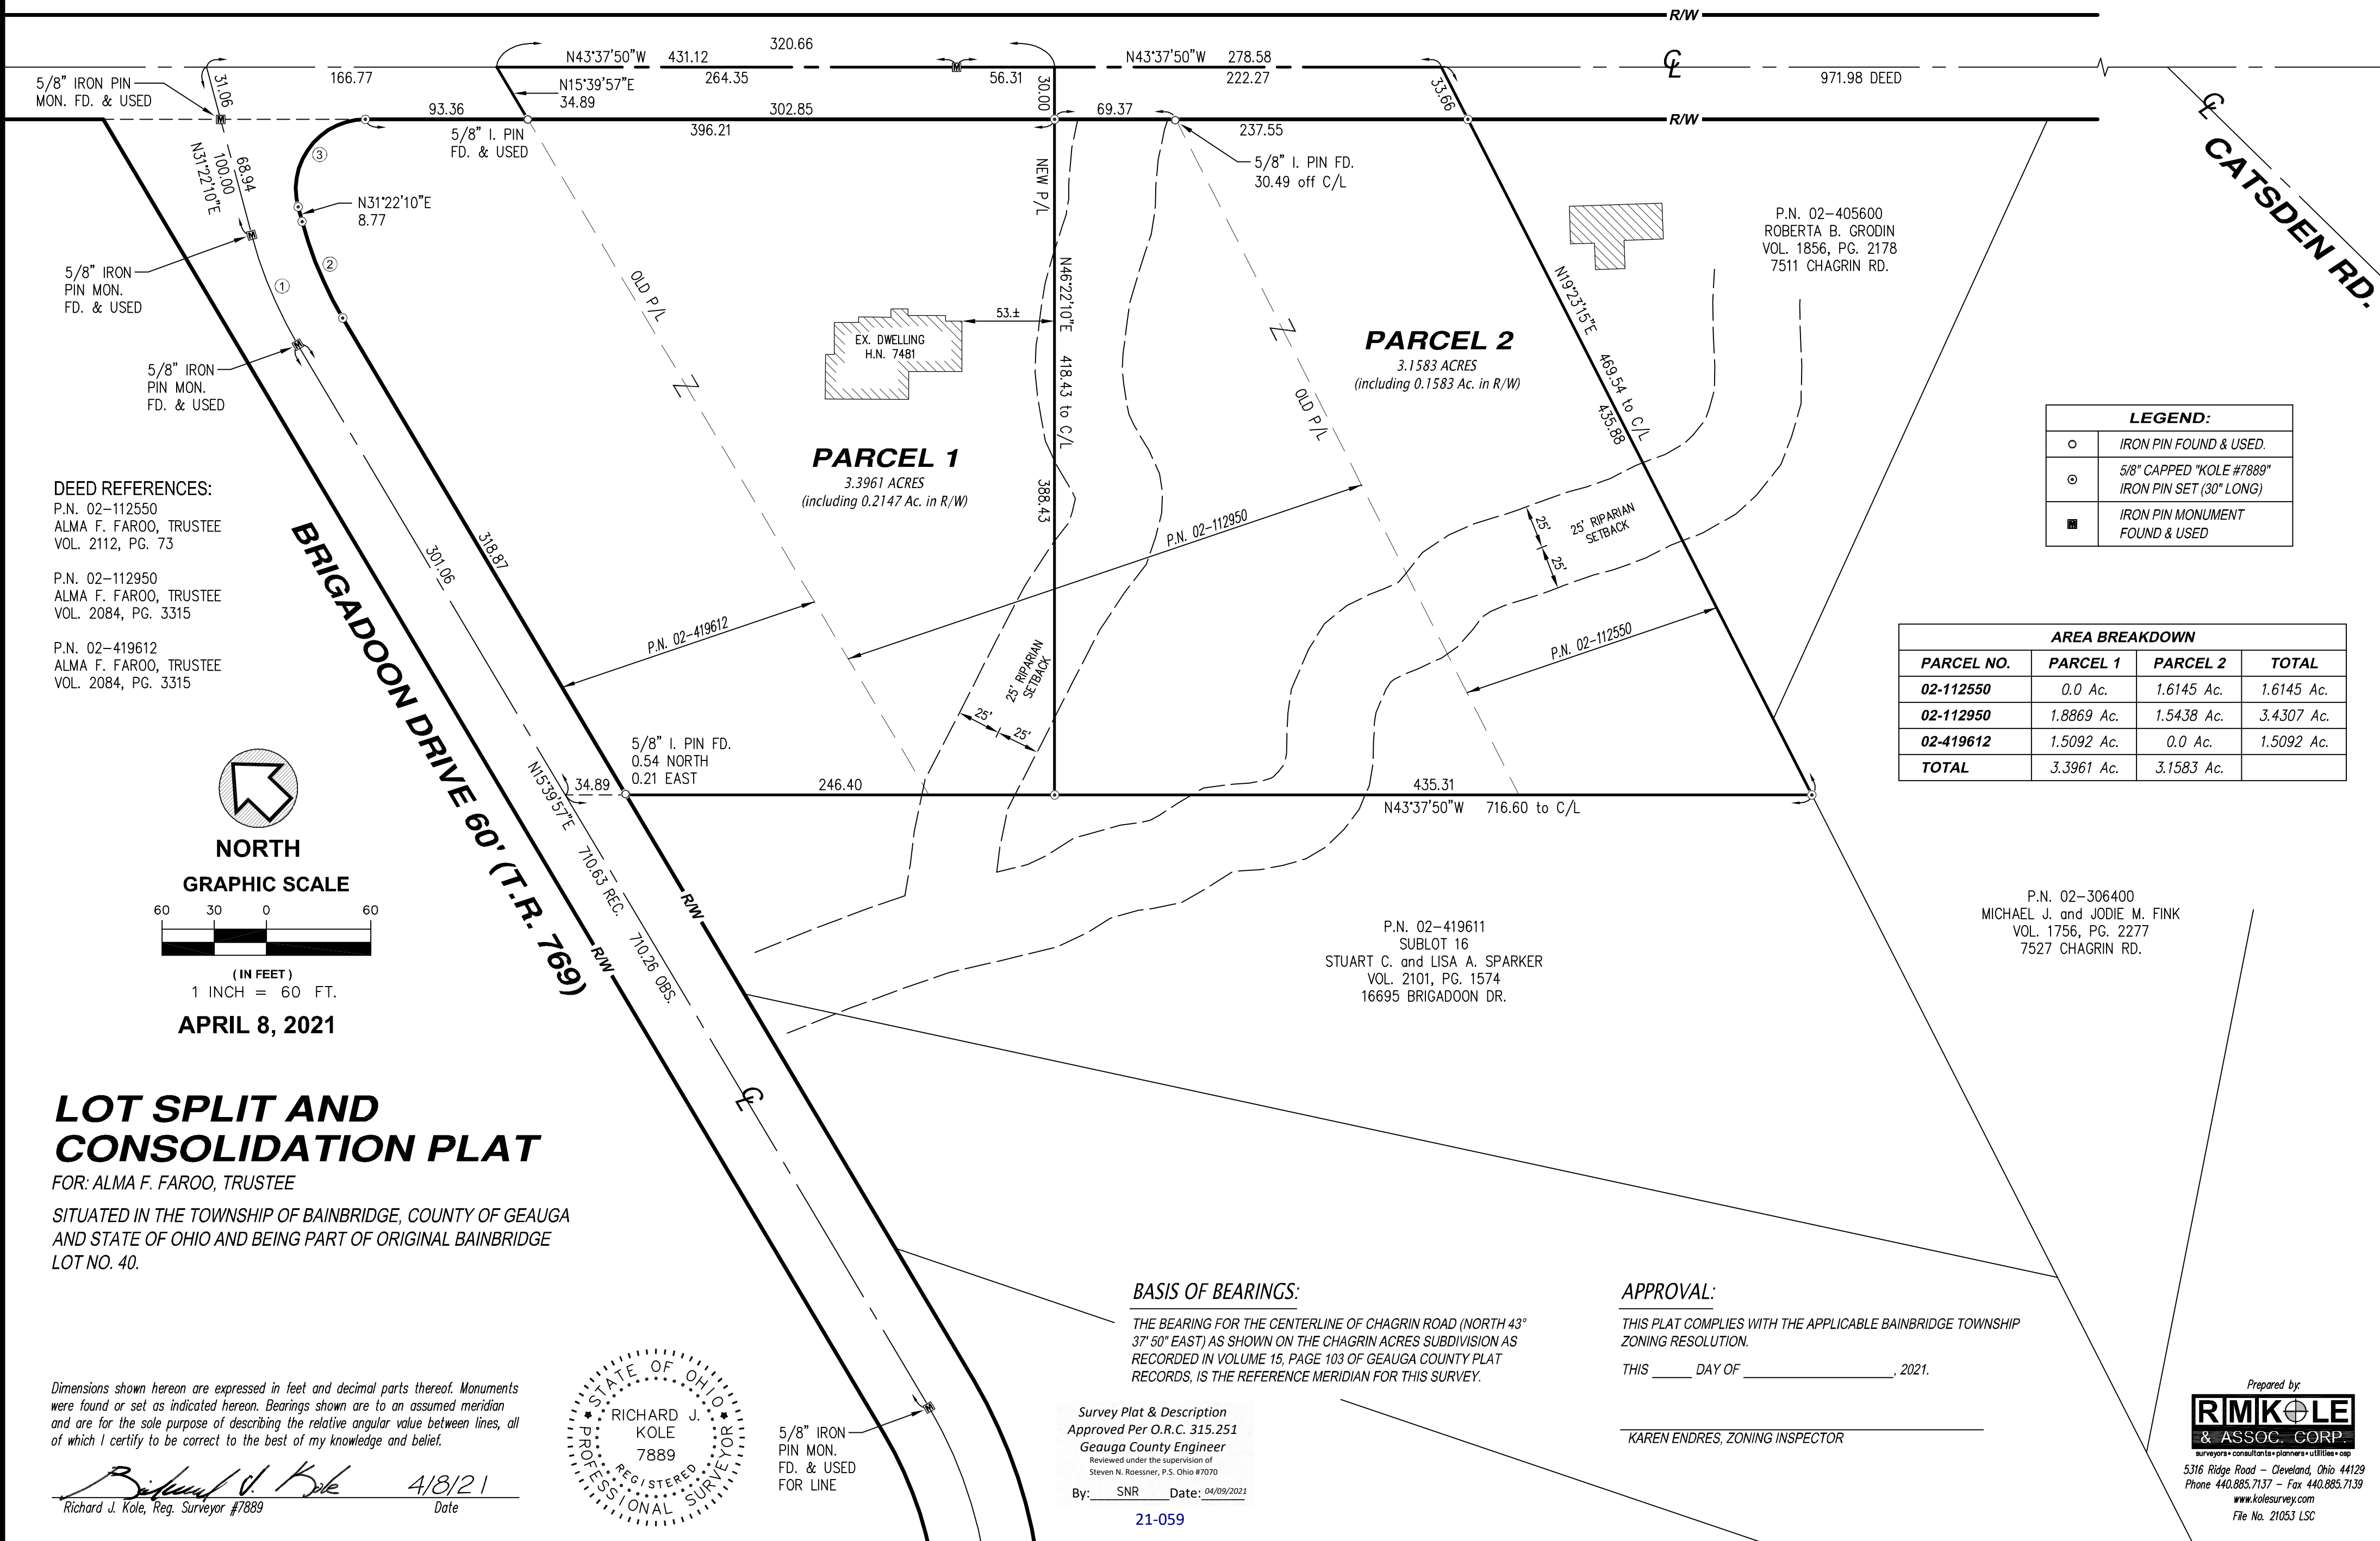 R/W
320.66
N43°37'50"W 431.12
N43°37'50"W 278.58
℄
166.77
264.35
56.31
222.27
971.98 DEED
5/8" IRON PIN
MON. FD. & USED
31.06
N15°39'57"E
34.89
30.00
33.66
℄
CATSDEN RD.
93.36
302.85
69.37
R/W
396.21
237.55
5/8" I. PIN
FD. & USED
5/8" I. PIN FD.
30.49 off C/L
68.94
100.00
N31°22'10"E
3
N31°22'10"E
8.77
2
1
5/8" IRON
PIN MON.
FD. & USED
5/8" IRON
PIN MON.
FD. & USED
OLD P/L
NEW P/L
N46°22'10"E 418.43 to C/L
388.43
53.±
EX. DWELLING
H.N. 7481
PARCEL 1
3.3961 ACRES
(including 0.2147 Ac. in R/W)
PARCEL 2
3.1583 ACRES
(including 0.1583 Ac. in R/W)
OLD P/L
N19°23'15"E 469.54 to C/L
435.88
P.N. 02-405600
ROBERTA B. GRODIN
VOL. 1856, PG. 2178
7511 CHAGRIN RD.
LEGEND:
IRON PIN FOUND & USED.
5/8" CAPPED "KOLE #7889"
IRON PIN SET (30" LONG)
M
IRON PIN MONUMENT
FOUND & USED
DEED REFERENCES:
P.N. 02-112550
ALMA F. FAROO, TRUSTEE
VOL. 2112, PG. 73
P.N. 02-112950
ALMA F. FAROO, TRUSTEE
VOL. 2084, PG. 3315
P.N. 02-419612
ALMA F. FAROO, TRUSTEE
VOL. 2084, PG. 3315
BRIGADOON DRIVE 60' (T.R. 769)
301.06
318.87
P.N. 02-419612
P.N. 02-112950
P.N. 02-112550
25' RIPARIAN
SETBACK
25'
25'
25' RIPARIAN
SETBACK
25'
25'
AREA BREAKDOWN
PARCEL NO. PARCEL 1 PARCEL 2 TOTAL
02-112550 0.0 Ac. 1.6145 Ac. 1.6145 Ac.
02-112950 1.8869 Ac. 1.5438 Ac. 3.4307 Ac.
02-419612 1.5092 Ac. 0.0 Ac. 1.5092 Ac.
TOTAL 3.3961 Ac. 3.1583 Ac.
5/8" I. PIN FD.
0.54 NORTH
0.21 EAST
34.89
246.40
435.31
N43°37'50"W 716.60 to C/L
N15°39'57"E 710.63 REC.
710.26 OBS.
R/W
R/W
℄
NORTH
GRAPHIC SCALE
60 30 0 60
( IN FEET )
1 INCH = 60 FT.
APRIL 8, 2021
P.N. 02-419611
SUBLOT 16
STUART C. and LISA A. SPARKER
VOL. 2101, PG. 1574
16695 BRIGADOON DR.
P.N. 02-306400
MICHAEL J. and JODIE M. FINK
VOL. 1756, PG. 2277
7527 CHAGRIN RD.
LOT SPLIT AND
CONSOLIDATION PLAT
FOR: ALMA F. FAROO, TRUSTEE
SITUATED IN THE TOWNSHIP OF BAINBRIDGE, COUNTY OF GEAUGA
AND STATE OF OHIO AND BEING PART OF ORIGINAL BAINBRIDGE
LOT NO. 40.
Dimensions shown hereon are expressed in feet and decimal parts thereof. Monuments
were found or set as indicated hereon. Bearings shown are to an assumed meridian
and are for the sole purpose of describing the relative angular value between lines, all
of which I certify to be correct to the best of my knowledge and belief.
Richard J. Kole 4/8/21
Richard J. Kole, Reg. Surveyor #7889 Date
STATE OF OHIO
RICHARD J.
KOLE
7889
REGISTERED
PROFESSIONAL SURVEYOR
5/8" IRON
PIN MON.
FD. & USED
FOR LINE
BASIS OF BEARINGS:
THE BEARING FOR THE CENTERLINE OF CHAGRIN ROAD (NORTH 43°
37' 50" EAST) AS SHOWN ON THE CHAGRIN ACRES SUBDIVISION AS
RECORDED IN VOLUME 15, PAGE 103 OF GEAUGA COUNTY PLAT
RECORDS, IS THE REFERENCE MERIDIAN FOR THIS SURVEY.
Survey Plat & Description
Approved Per O.R.C. 315.251
Geauga County Engineer
Reviewed under the supervision of
Steven N. Roessner, P.S. Ohio #7070
By: SNR Date: 04/09/2021
21-059
APPROVAL:
THIS PLAT COMPLIES WITH THE APPLICABLE BAINBRIDGE TOWNSHIP
ZONING RESOLUTION.
THIS DAY OF , 2021.
KAREN ENDRES, ZONING INSPECTOR
Prepared by:
RMKOLE
& ASSOC. CORP.
surveyors • consultants • planners • utilities • osp
5316 Ridge Road – Cleveland, Ohio 44129
Phone 440.885.7137 – Fax 440.885.7139
www.kolesurvey.com
File No. 21053 LSC